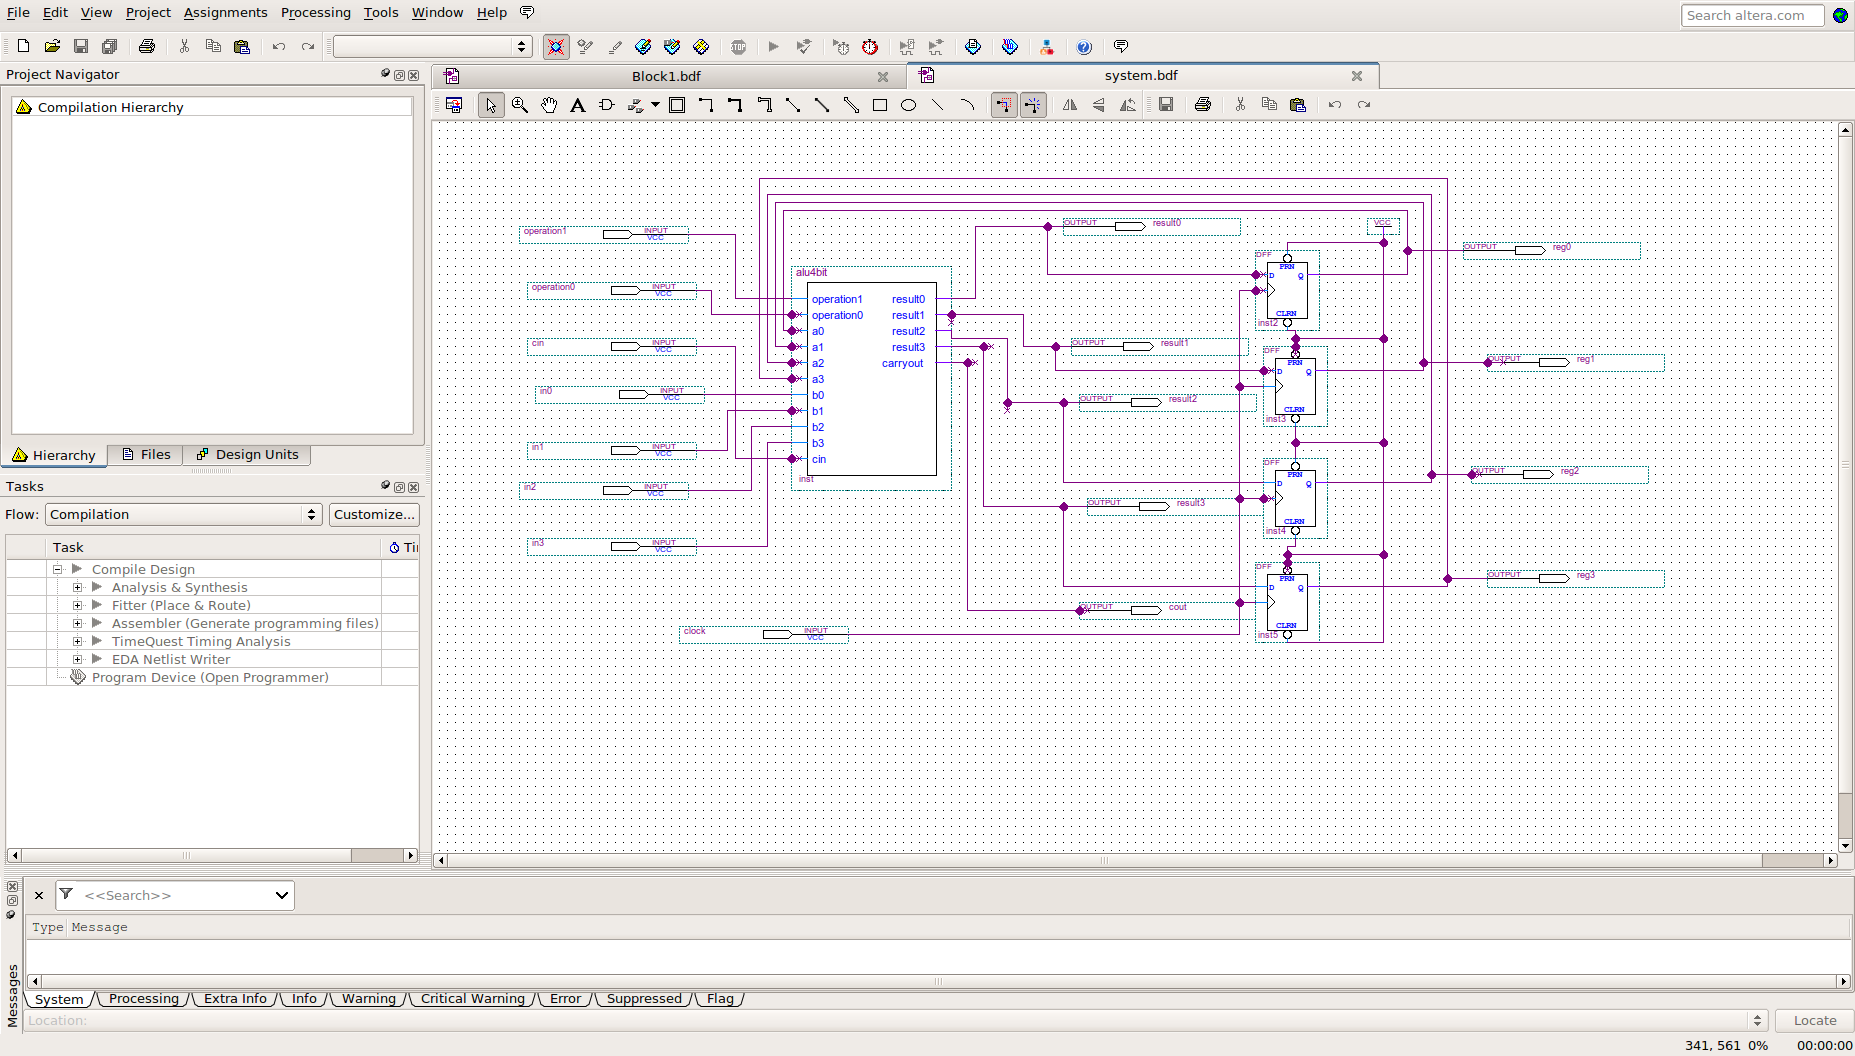 File Edit View Project Assignments Processing Tools Window Help
Search altera.com
Project Navigator
Compilation Hierarchy
Hierarchy Files Design Units
Tasks
Flow: Compilation Customize...
Task
Compile Design
Analysis & Synthesis
Fitter (Place & Route)
Assembler (Generate programming files)
TimeQuest Timing Analysis
EDA Netlist Writer
Program Device (Open Programmer)
Block1.bdf system.bdf
operation1 INPUT
VCC
operation0 INPUT
VCC
cin INPUT
VCC
in0 INPUT
VCC
in1 INPUT
VCC
in2 INPUT
VCC
in3 INPUT
VCC
clock INPUT
VCC
alu4bit
operation1 result0
operation0 result1
a0 result2
a1 result3
a2 carryout
a3
b0
b1
b2
b3
cin
inst
OUTPUT result0
OUTPUT result1
OUTPUT result2
OUTPUT result3
OUTPUT cout
VCC
DFF
PRN
D Q
CLRN
inst2
DFF
PRN
D Q
CLRN
inst3
DFF
PRN
D Q
CLRN
inst4
DFF
PRN
D Q
CLRN
inst5
OUTPUT reg0
OUTPUT reg1
OUTPUT reg2
OUTPUT reg3
<<Search>>
Type Message
Messages
System Processing Extra Info Info Warning Critical Warning Error Suppressed Flag
Location: Locate
341, 561 0% 00:00:00